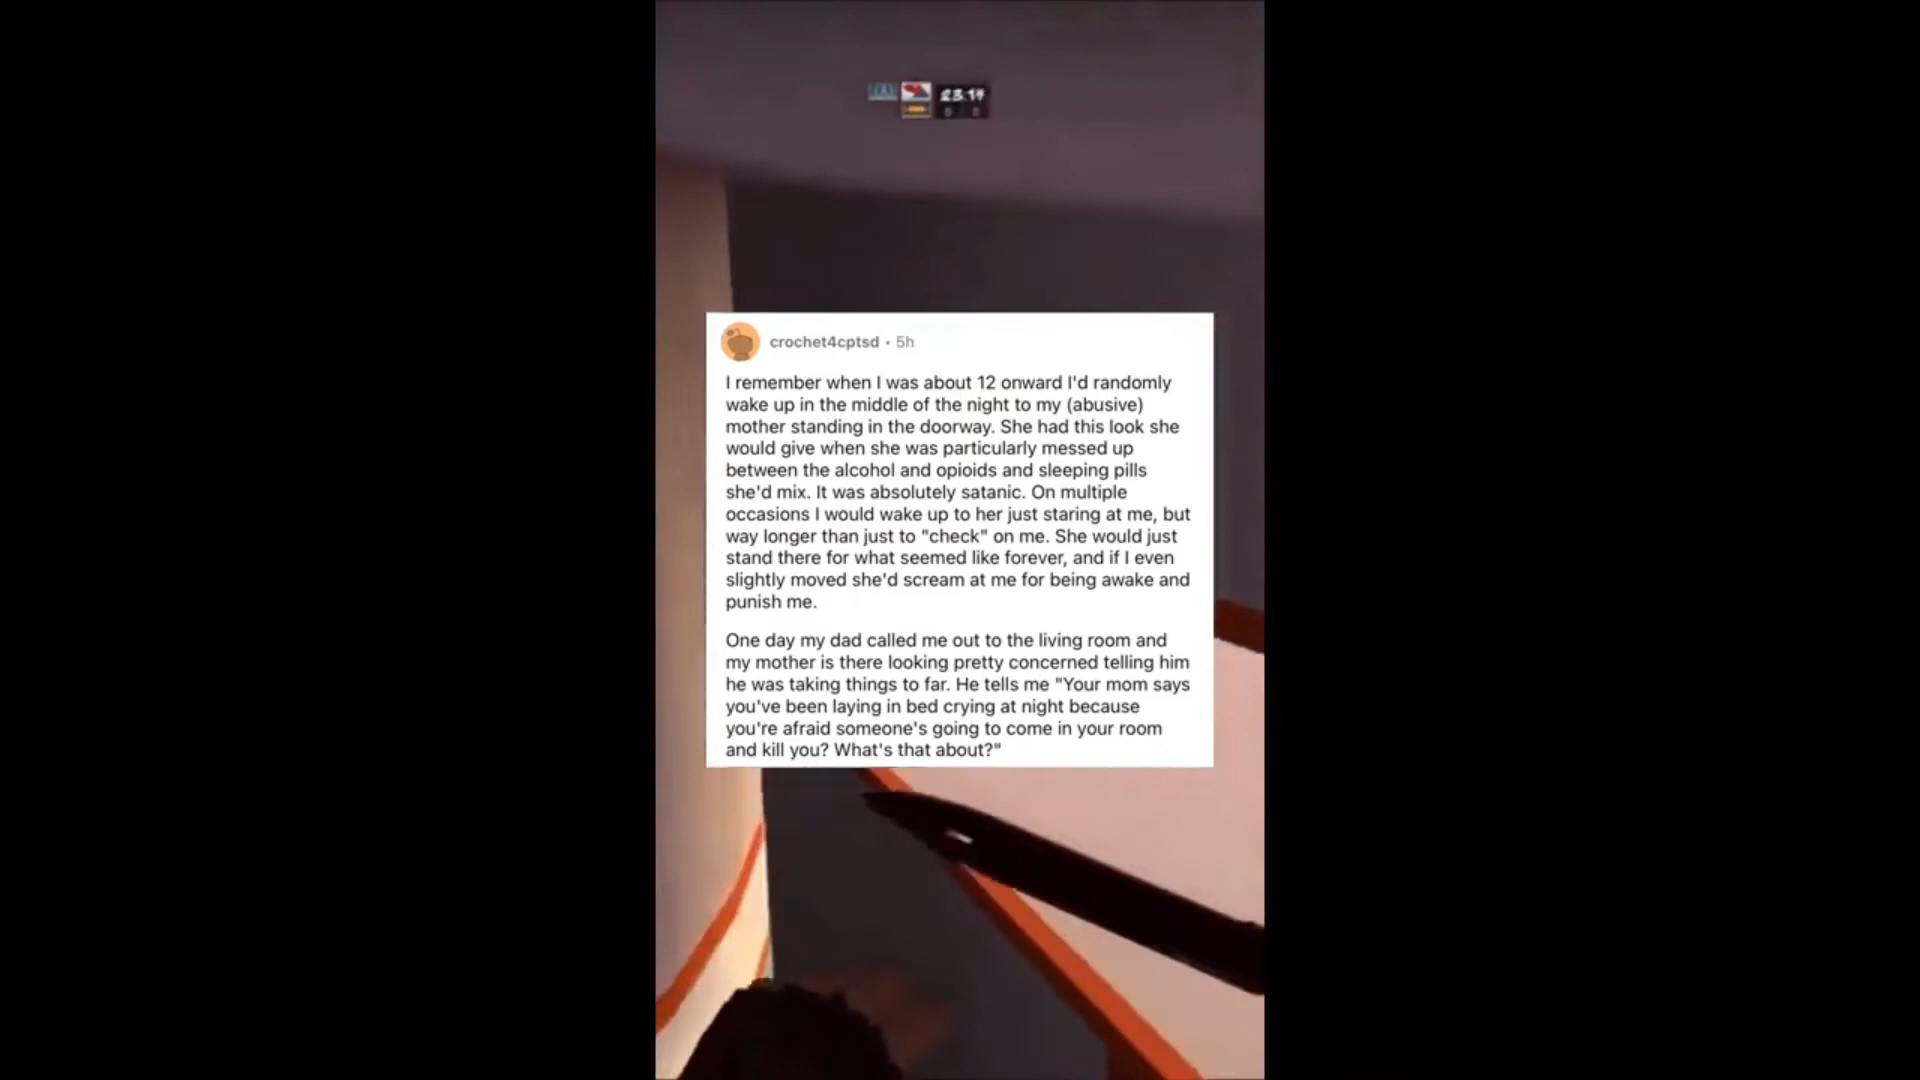 23:14
crochet4cptsd • 5h
I remember when I was about 12 onward I'd randomly
wake up in the middle of the night to my (abusive)
mother standing in the doorway. She had this look she
would give when she was particularly messed up
between the alcohol and opioids and sleeping pills
she'd mix. It was absolutely satanic. On multiple
occasions I would wake up to her just staring at me, but
way longer than just to "check" on me. She would just
stand there for what seemed like forever, and if I even
slightly moved she'd scream at me for being awake and
punish me.
One day my dad called me out to the living room and
my mother is there looking pretty concerned telling him
he was taking things to far. He tells me "Your mom says
you've been laying in bed crying at night because
you're afraid someone's going to come in your room
and kill you? What's that about?"